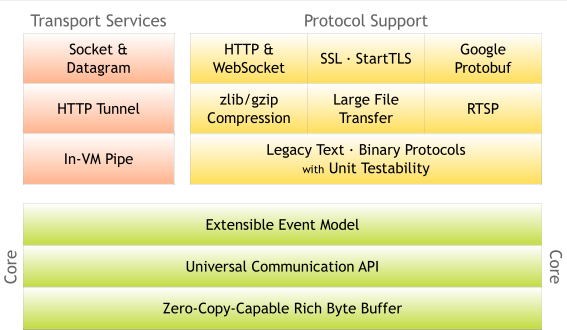 Transport Services
Protocol Support
Socket &
Datagram
HTTP Tunnel
In-VM Pipe
HTTP &
WebSocket
SSL · StartTLS
Google
Protobuf
zlib/gzip
Compression
Large File
Transfer
RTSP
Legacy Text · Binary Protocols
with Unit Testability
Core
Extensible Event Model
Universal Communication API
Zero-Copy-Capable Rich Byte Buffer
Core